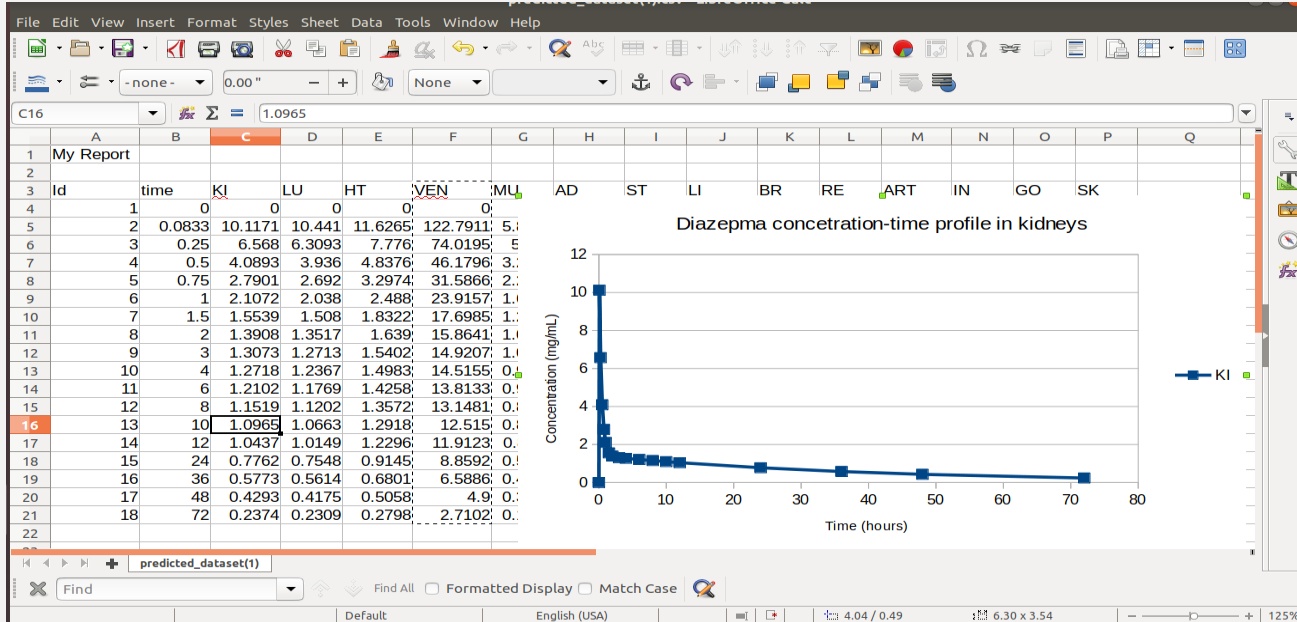 File Edit View Insert Format Styles Sheet Data Tools Window Help
Abç
- none - 0.00 " − + None
C16 fx Σ = 1.0965
A B C D E F G H I J K L M N O P Q
1 My Report
2
3 Id time KI LU HT VEN MU AD ST LI BR RE ART IN GO SK
4 1 0 0 0 0 0
5 2 0.0833 10.1171 10.441 11.6265 122.7911
6 3 0.25 6.568 6.3093 7.776 74.0195
7 4 0.5 4.0893 3.936 4.8376 46.1796
8 5 0.75 2.7901 2.692 3.2974 31.5866
9 6 1 2.1072 2.038 2.488 23.9157
10 7 1.5 1.5539 1.508 1.8322 17.6985
11 8 2 1.3908 1.3517 1.639 15.8641
12 9 3 1.3073 1.2713 1.5402 14.9207
13 10 4 1.2718 1.2367 1.4983 14.5155
14 11 6 1.2102 1.1769 1.4258 13.8133
15 12 8 1.1519 1.1202 1.3572 13.1481
16 13 10 1.0965 1.0663 1.2918 12.515
17 14 12 1.0437 1.0149 1.2296 11.9123
18 15 24 0.7762 0.7548 0.9145 8.8592
19 16 36 0.5773 0.5614 0.6801 6.5886
20 17 48 0.4293 0.4175 0.5058 4.9
21 18 72 0.2374 0.2309 0.2798 2.7102
22
Diazepma concetration-time profile in kidneys
Concentration (mg/mL)
12
10
8
6
4
2
0
0 10 20 30 40 50 60 70 80
Time (hours)
KI
predicted_dataset(1)
Find Find All Formatted Display Match Case
Default English (USA) 4.04 / 0.49 6.30 x 3.54 − + 125%